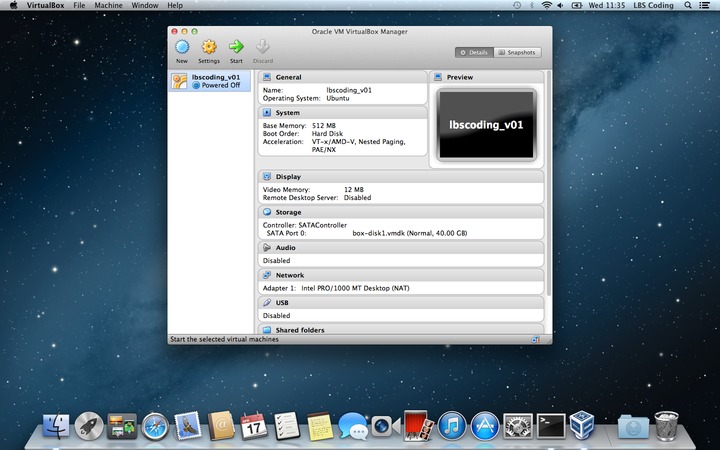 VirtualBox File Machine Window Help
Wed 11:35 LBS Coding
Oracle VM VirtualBox Manager
New Settings Start Discard
Details Snapshots
lbscoding_v01
Powered Off
General
Name: lbscoding_v01
Operating System: Ubuntu
System
Base Memory: 512 MB
Boot Order: Hard Disk
Acceleration: VT-x/AMD-V, Nested Paging,
PAE/NX
Preview
lbscoding_v01
Display
Video Memory: 12 MB
Remote Desktop Server: Disabled
Storage
Controller: SATAController
SATA Port 0: box-disk1.vmdk (Normal, 40.00 GB)
Audio
Disabled
Network
Adapter 1: Intel PRO/1000 MT Desktop (NAT)
USB
Disabled
Shared folders
Start the selected virtual machines
17